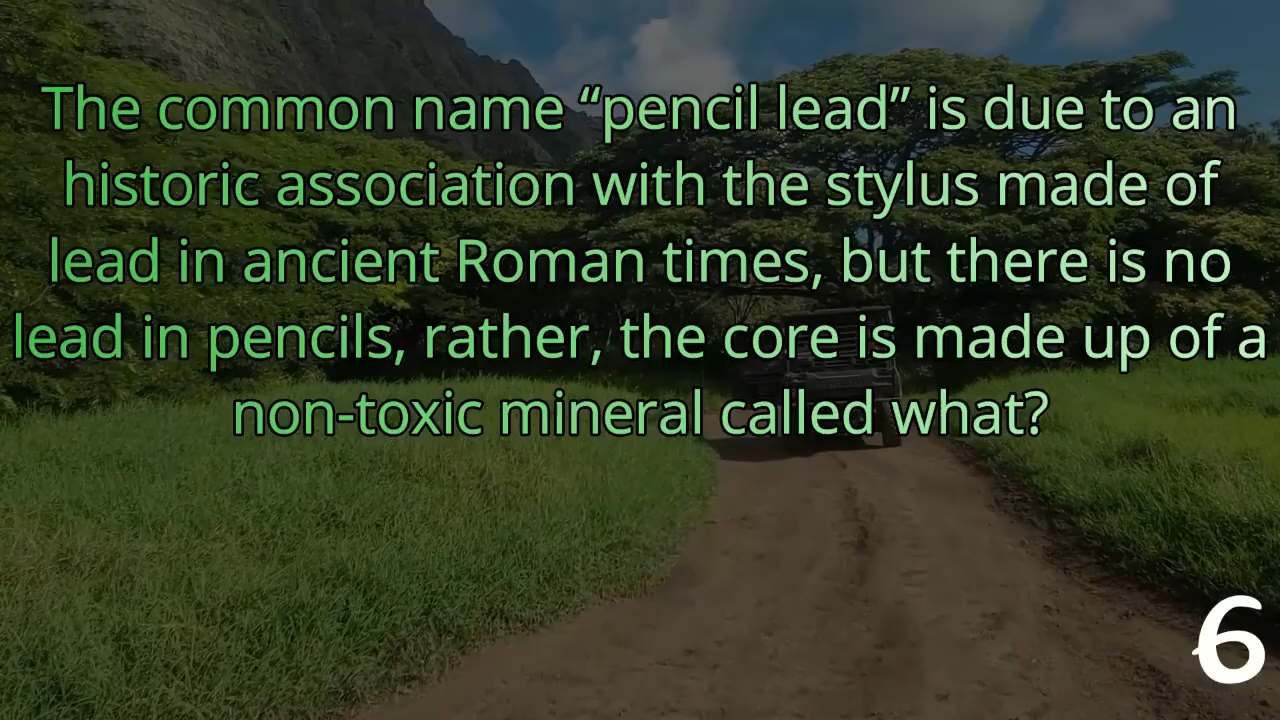 The common name “pencil lead” is due to an
historic association with the stylus made of
lead in ancient Roman times, but there is no
lead in pencils, rather, the core is made up of a
non-toxic mineral called what?
6